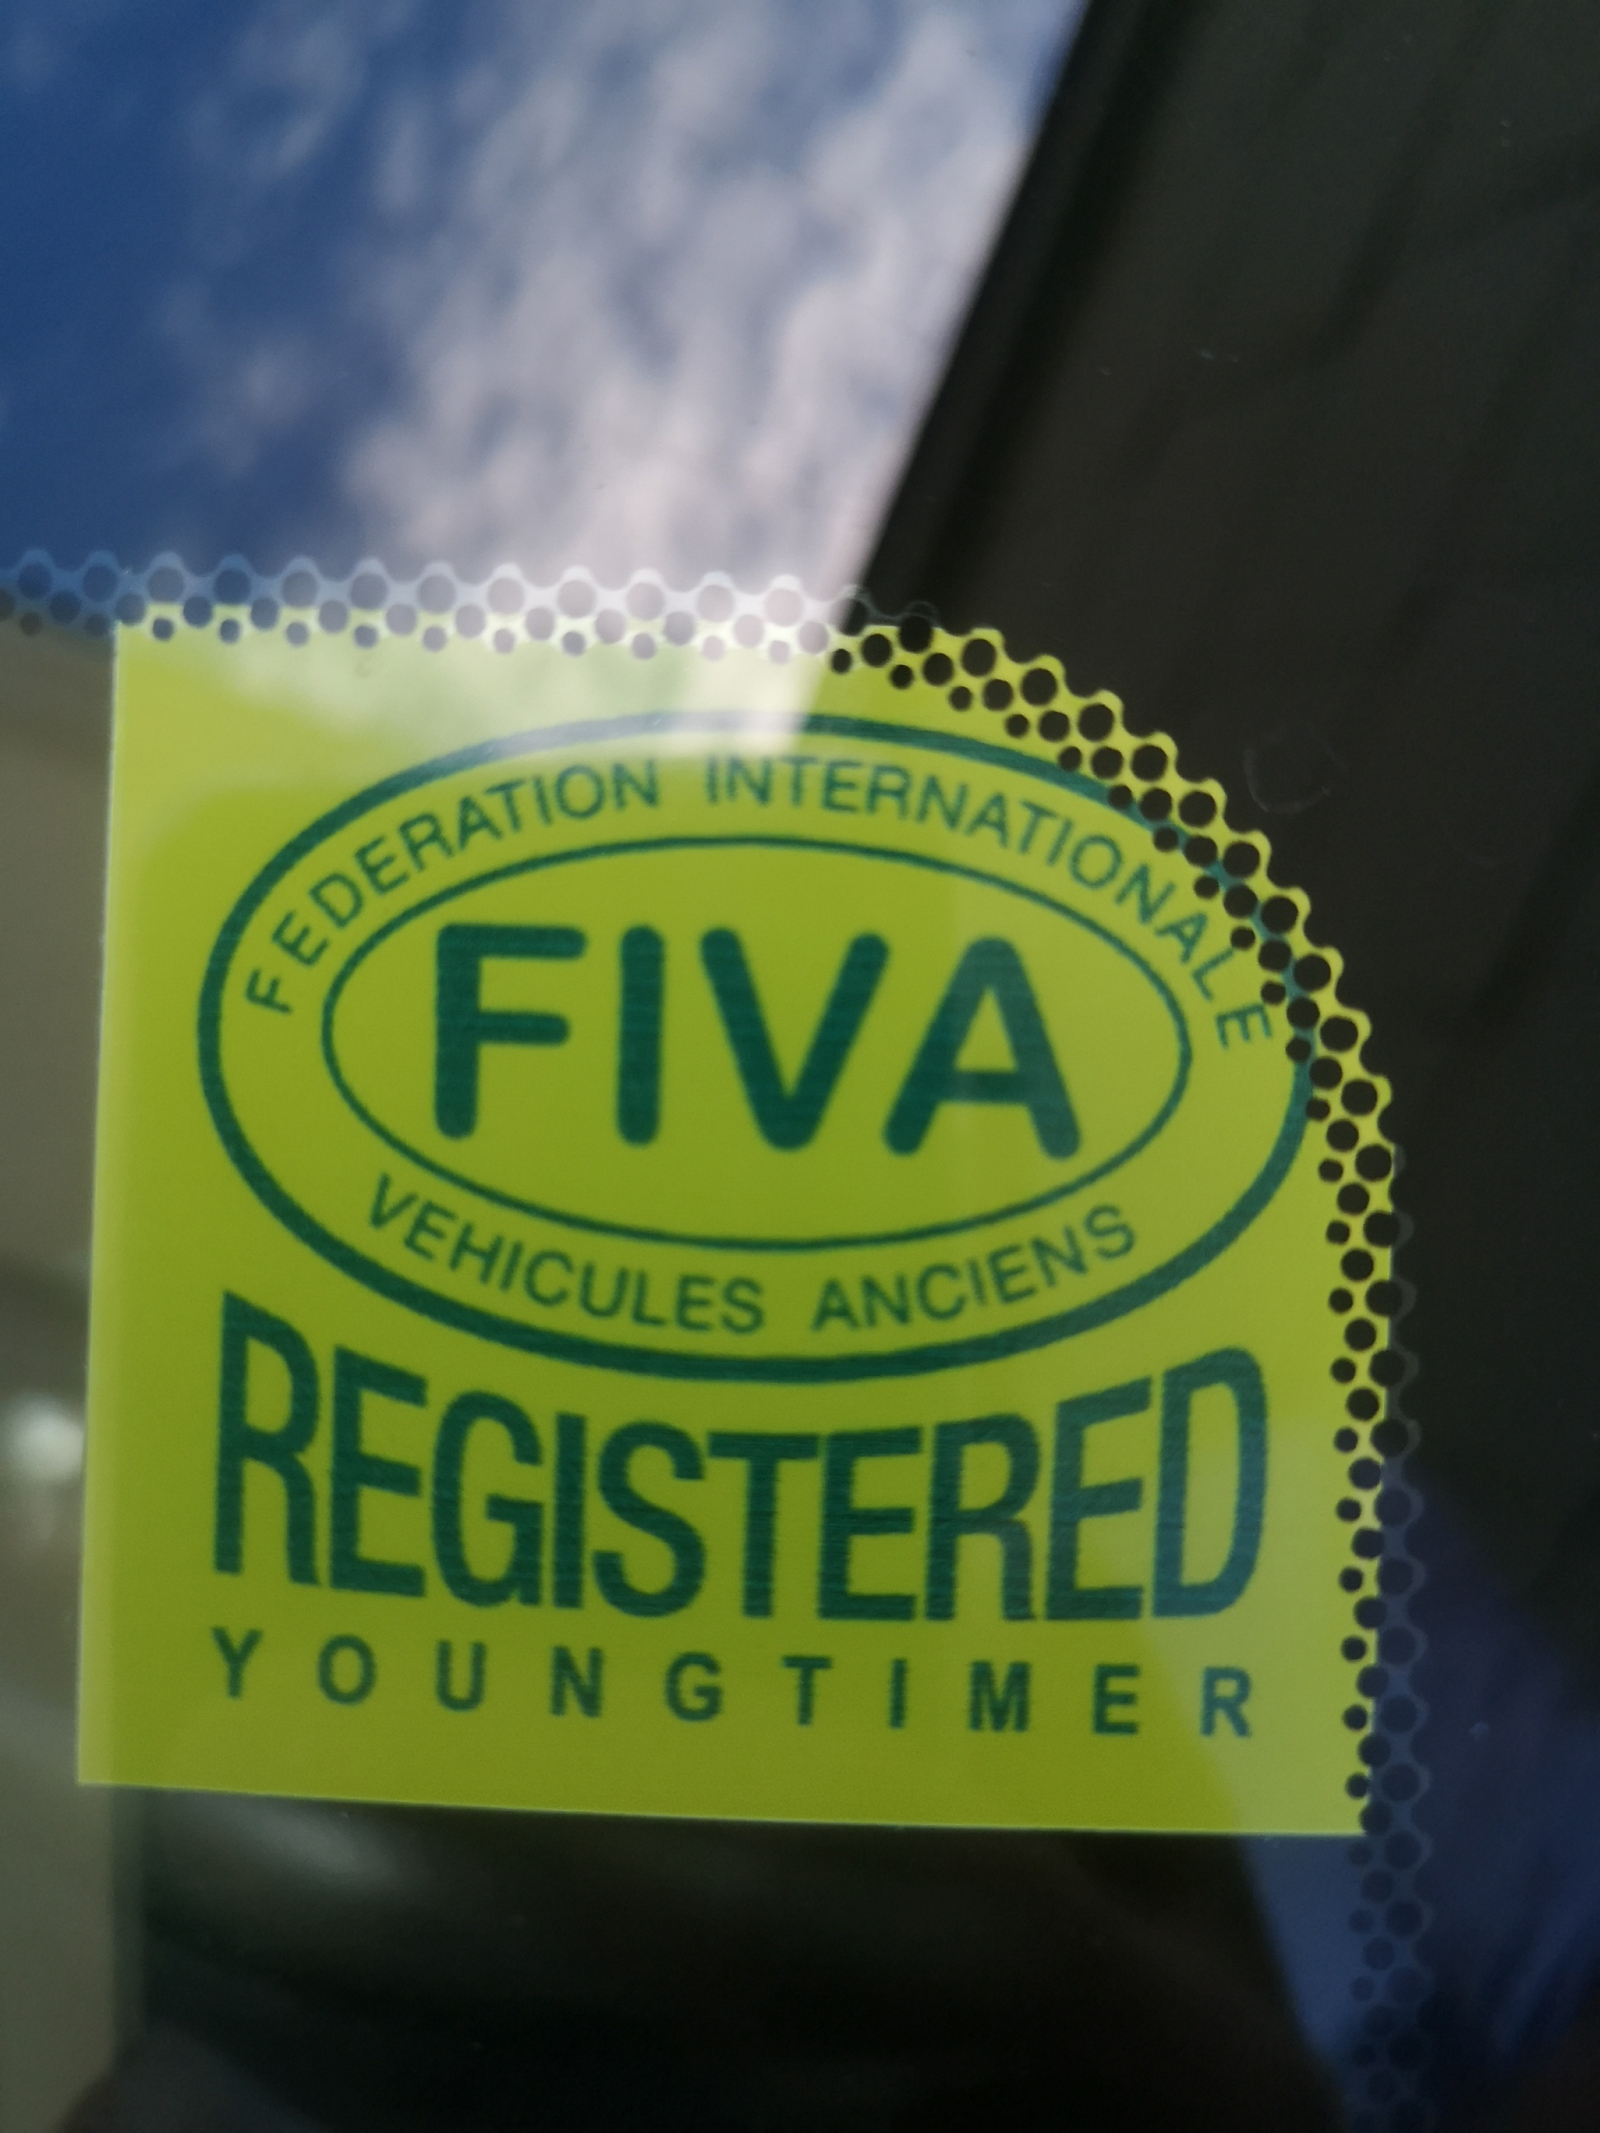 FEDERATION INTERNATIONALE
FIVA
VEHICULES ANCIENS
REGISTERED
YOUNGTIMER